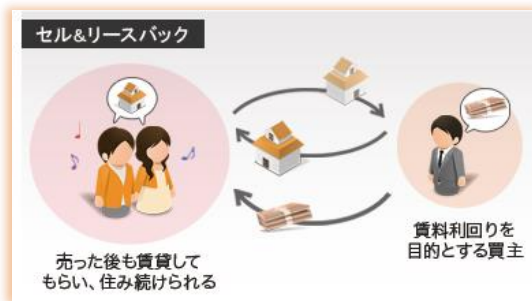 セル&リースバック
売った後も賃貸して
もらい、住み続けられる
賃料利回りを
目的とする買主